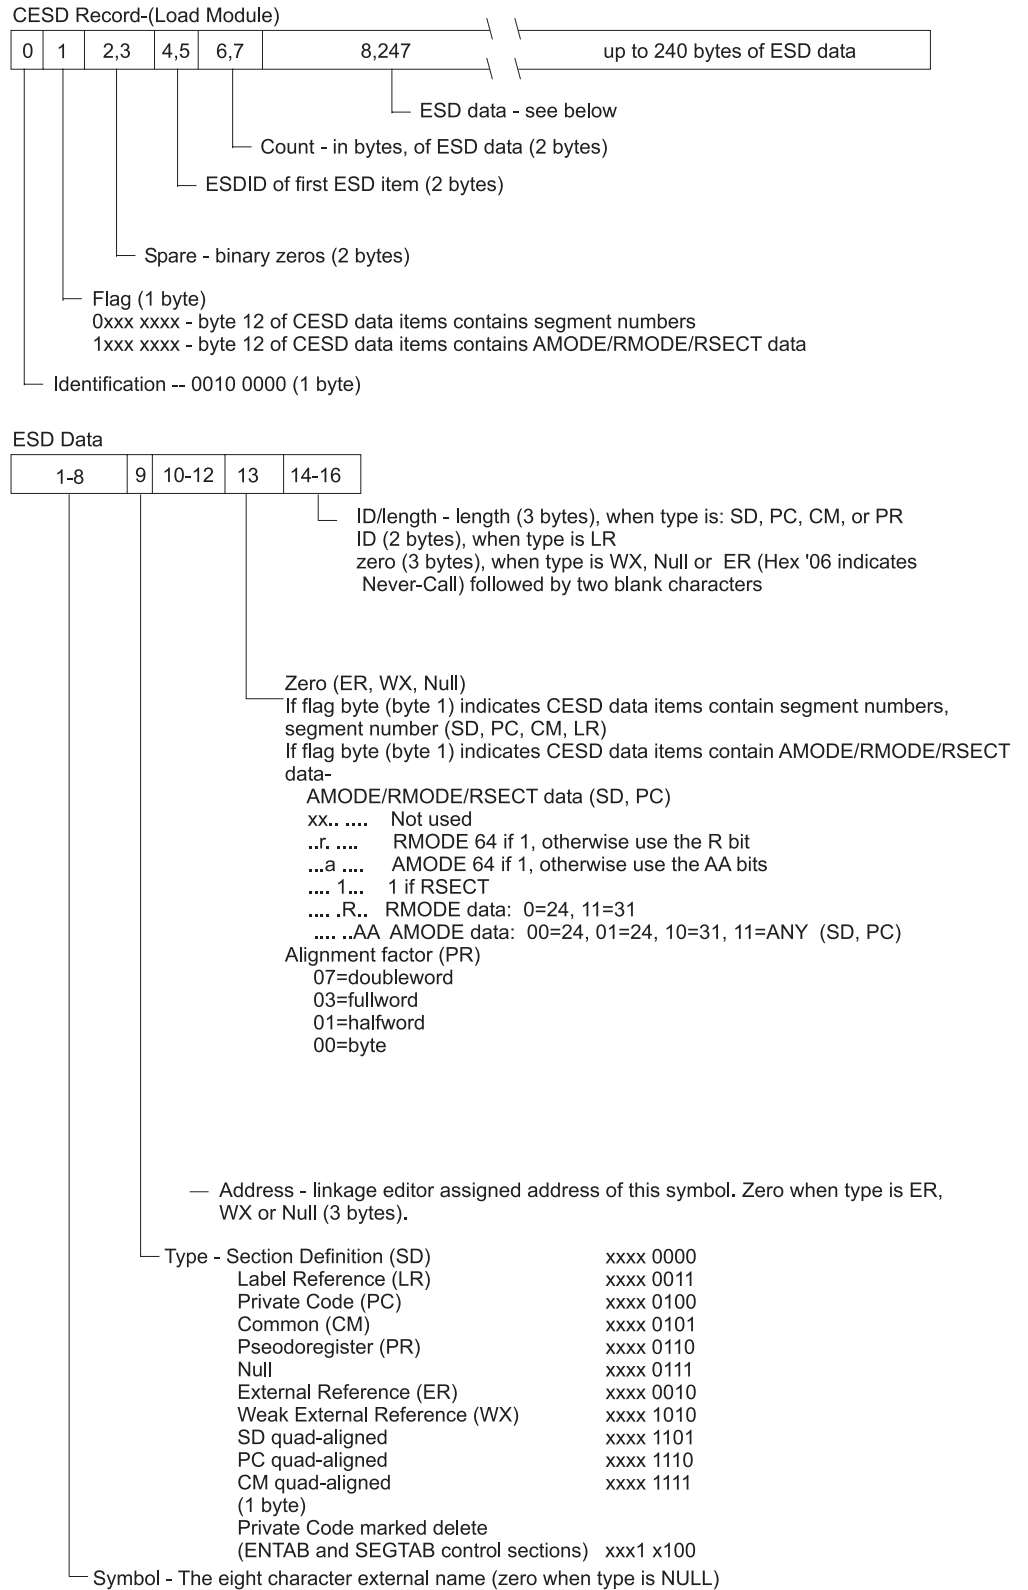 CESD Record-(Load Module)
0 1 2,3 4,5 6,7 8,247 up to 240 bytes of ESD data
ESD data - see below
Count - in bytes, of ESD data (2 bytes)
ESDID of first ESD item (2 bytes)
Spare - binary zeros (2 bytes)
Flag (1 byte)
0xxx xxxx - byte 12 of CESD data items contains segment numbers
1xxx xxxx - byte 12 of CESD data items contains AMODE/RMODE/RSECT data
Identification -- 0010 0000 (1 byte)
ESD Data
1-8 9 10-12 13 14-16
ID/length - length (3 bytes), when type is: SD, PC, CM, or PR
ID (2 bytes), when type is LR
zero (3 bytes), when type is WX, Null or ER (Hex '06 indicates
Never-Call) followed by two blank characters
Zero (ER, WX, Null)
If flag byte (byte 1) indicates CESD data items contain segment numbers,
segment number (SD, PC, CM, LR)
If flag byte (byte 1) indicates CESD data items contain AMODE/RMODE/RSECT
data-
AMODE/RMODE/RSECT data (SD, PC)
xx.. .... Not used
..r. .... RMODE 64 if 1, otherwise use the R bit
...a .... AMODE 64 if 1, otherwise use the AA bits
.... 1... 1 if RSECT
.... .R.. RMODE data: 0=24, 11=31
.... ..AA AMODE data: 00=24, 01=24, 10=31, 11=ANY (SD, PC)
Alignment factor (PR)
07=doubleword
03=fullword
01=halfword
00=byte
Address - linkage editor assigned address of this symbol. Zero when type is ER,
WX or Null (3 bytes).
Type - Section Definition (SD) xxxx 0000
Label Reference (LR) xxxx 0011
Private Code (PC) xxxx 0100
Common (CM) xxxx 0101
Pseodoregister (PR) xxxx 0110
Null xxxx 0111
External Reference (ER) xxxx 0010
Weak External Reference (WX) xxxx 1010
SD quad-aligned xxxx 1101
PC quad-aligned xxxx 1110
CM quad-aligned xxxx 1111
(1 byte)
Private Code marked delete
(ENTAB and SEGTAB control sections) xxx1 x100
Symbol - The eight character external name (zero when type is NULL)